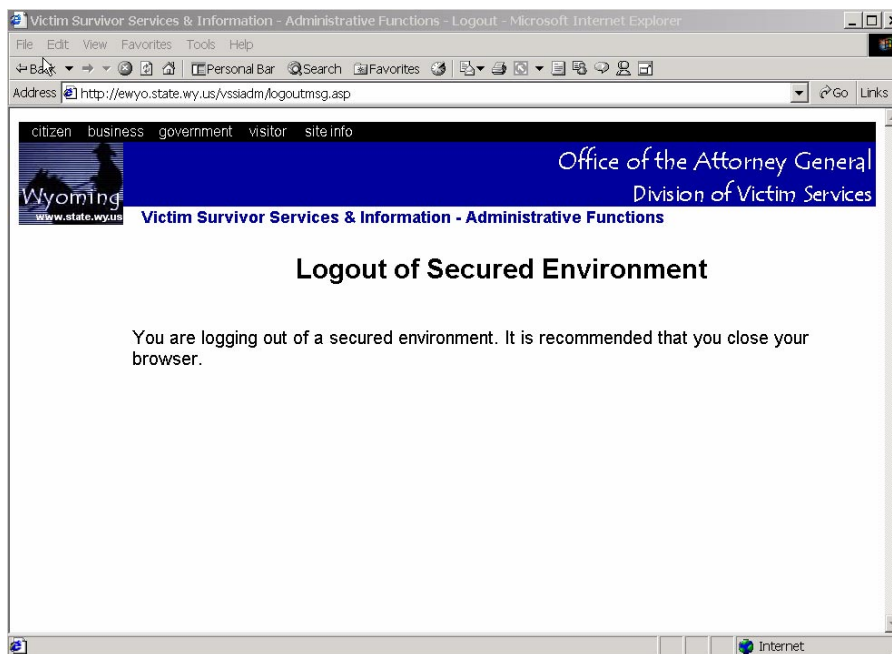 Victim Survivor Services & Information - Administrative Functions - Logout - Microsoft Internet Explorer
File Edit View Favorites Tools Help
Back Personal Bar Search Favorites
Address http://ewyo.state.wy.us/vssiadm/logoutmsg.asp Go Links
citizen business government visitor site info
Office of the Attorney General
Division of Victim Services
Wyoming
www.state.wy.us
Victim Survivor Services & Information - Administrative Functions
Logout of Secured Environment
You are logging out of a secured environment. It is recommended that you close your
browser.
Internet